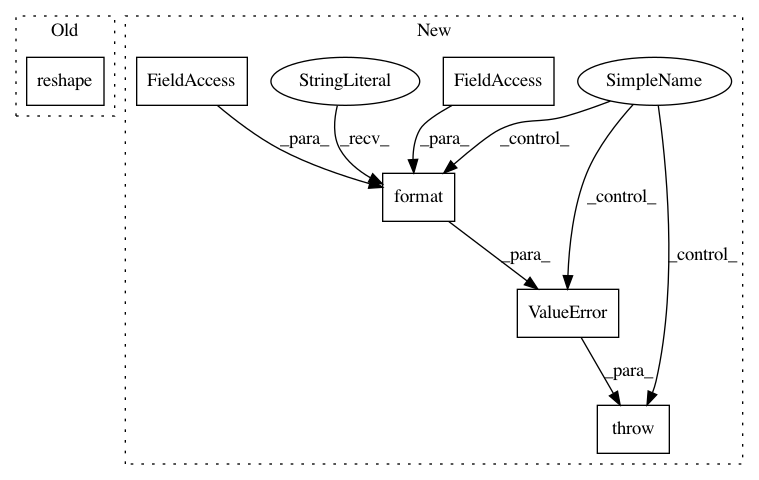 Old
New
reshape
FieldAccess
StringLiteral
FieldAccess
SimpleName
_para_
_recv_
_para_
_control_
format
_control_
_para_
_control_
ValueError
_para_
throw